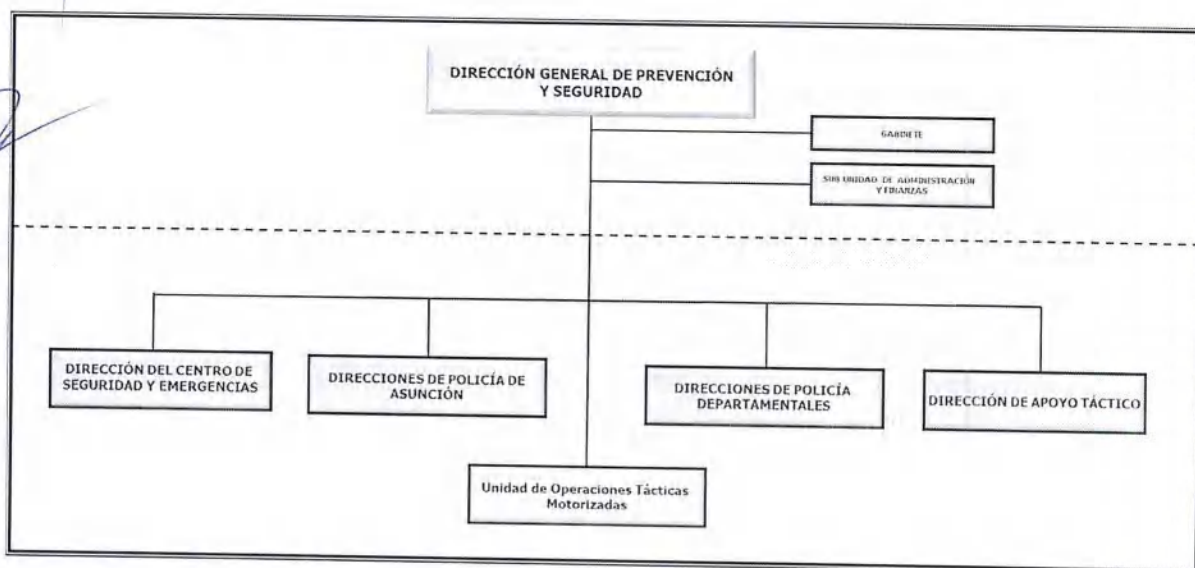 DIRECCIÓN GENERAL DE PREVENCIÓN
Y SEGURIDAD
GABINETE
SUB UNIDAD DE ADMINISTRACIÓN
Y FINANZAS
DIRECCIÓN DEL CENTRO DE
SEGURIDAD Y EMERGENCIAS
DIRECCIONES DE POLICÍA DE
ASUNCIÓN
DIRECCIONES DE POLICÍA
DEPARTAMENTALES
DIRECCIÓN DE APOYO TÁCTICO
Unidad de Operaciones Tácticas
Motorizadas